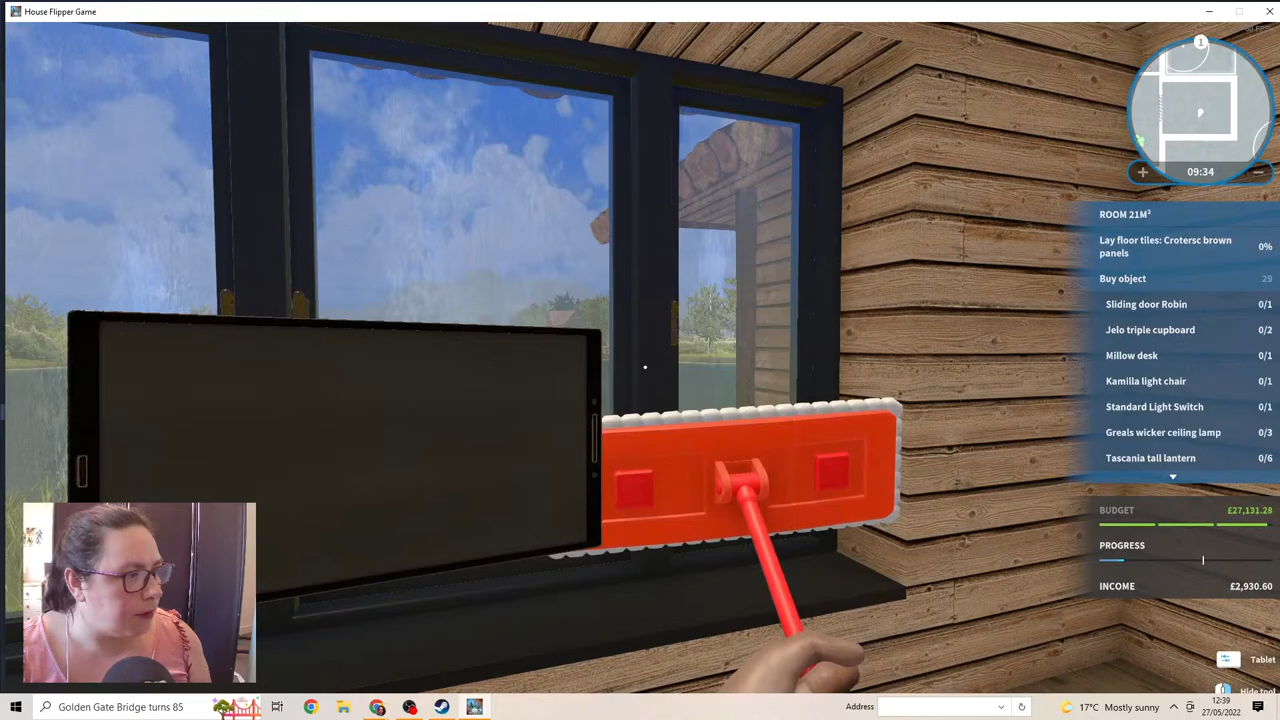 House Flipper Game
1
09:34
ROOM 21M²
Lay floor tiles: Crotersc brown 0%
panels
Buy object 29
Sliding door Robin 0/1
Jelo triple cupboard 0/2
Millow desk 0/1
Kamilla light chair 0/1
Standard Light Switch 0/1
Greals wicker ceiling lamp 0/3
Tascania tall lantern 0/6
BUDGET £27,131.28
PROGRESS
INCOME £2,930.60
Tablet
Hide tool
Golden Gate Bridge turns 85
Address
17°C Mostly sunny
12:39
27/05/2022